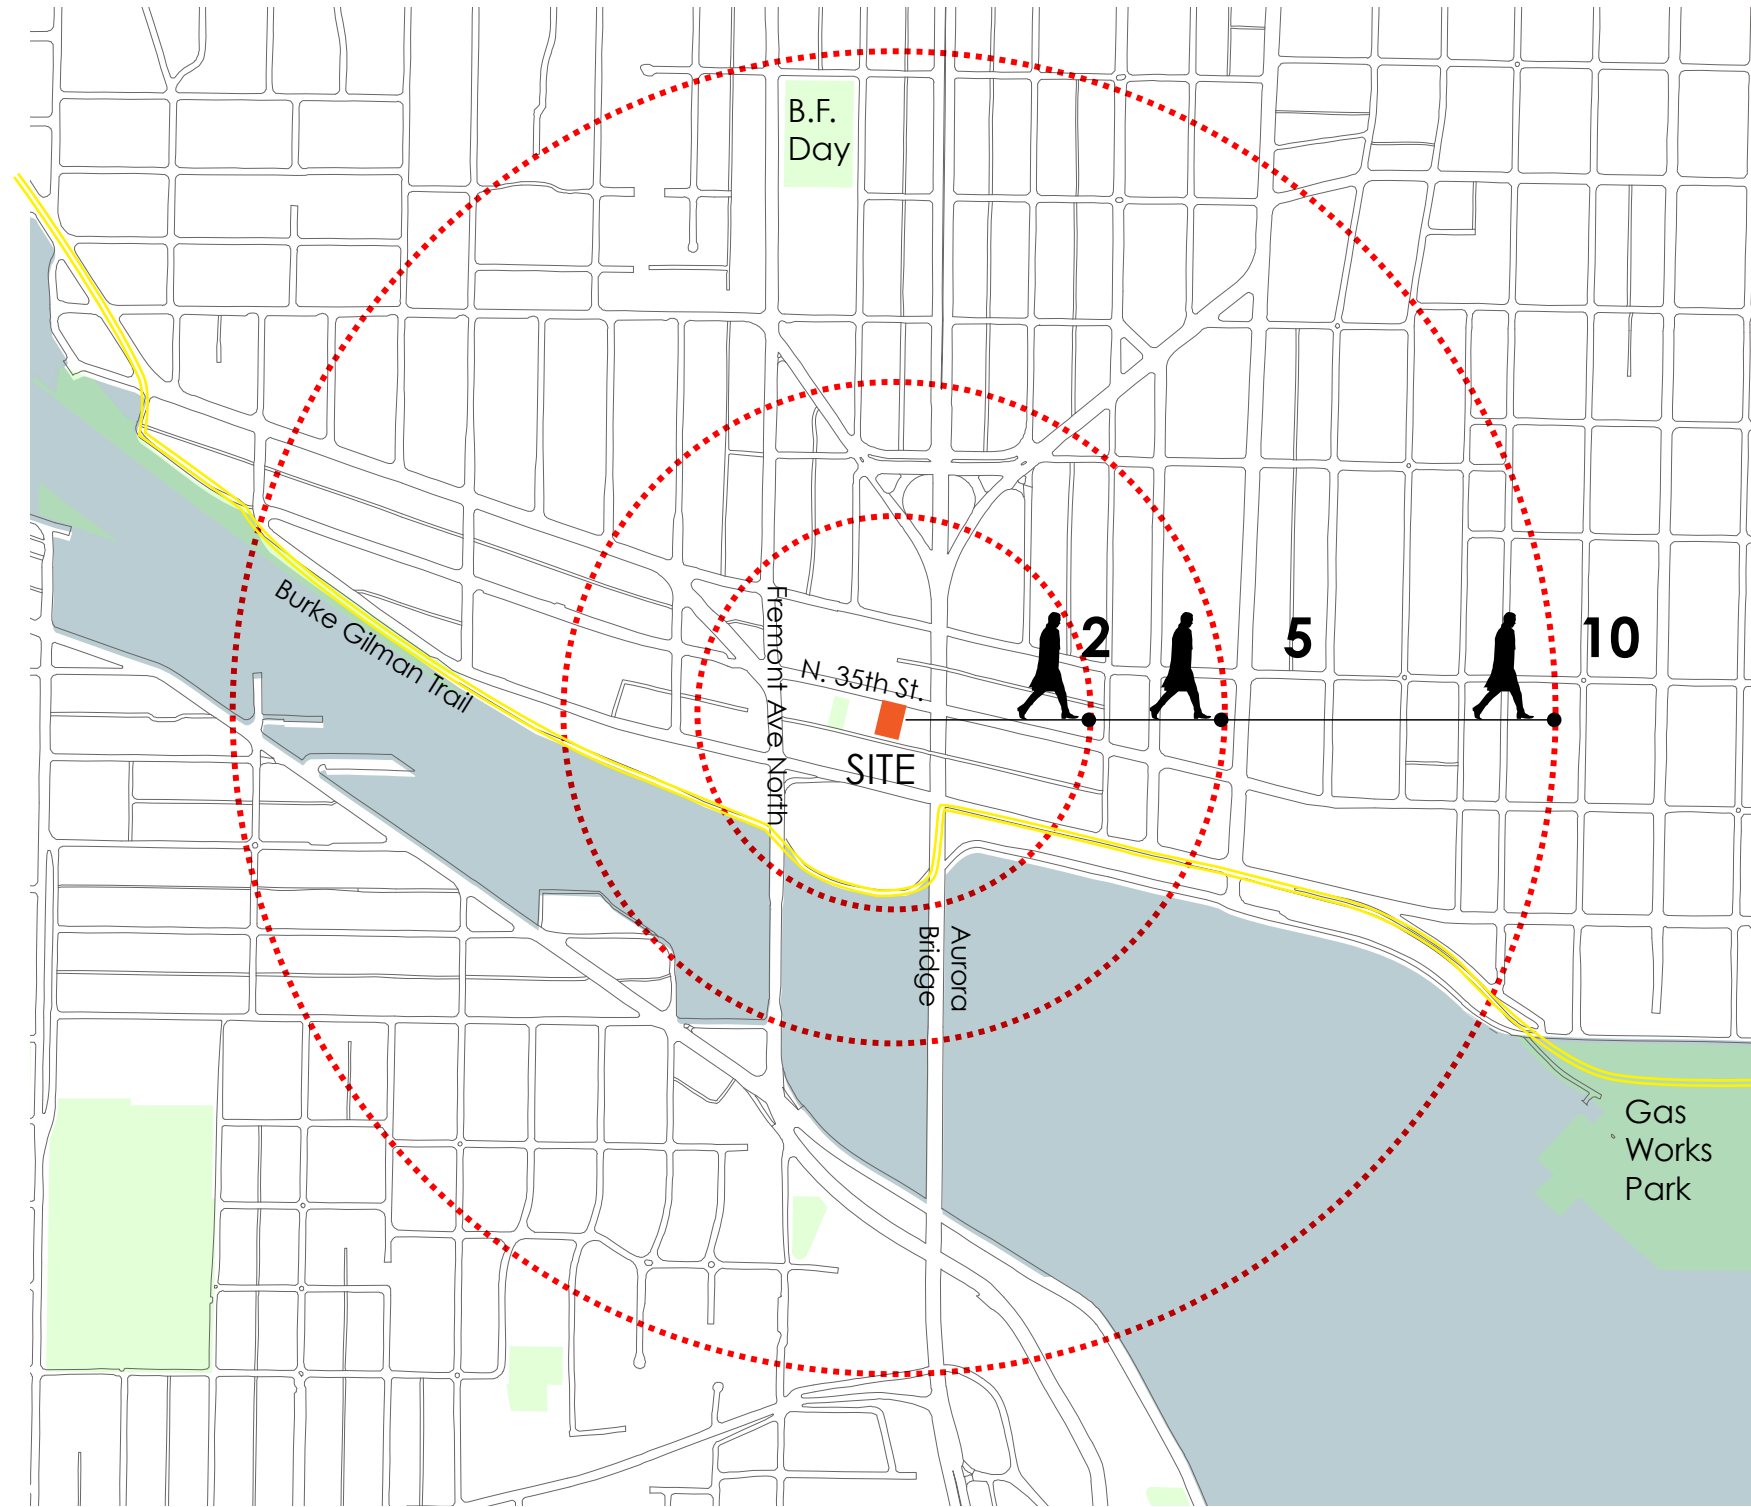 B.F.
Day
Burke Gilman Trail
Fremont Ave North
N. 35th St.
SITE
2
5
10
Aurora
Bridge
Gas
Works
Park